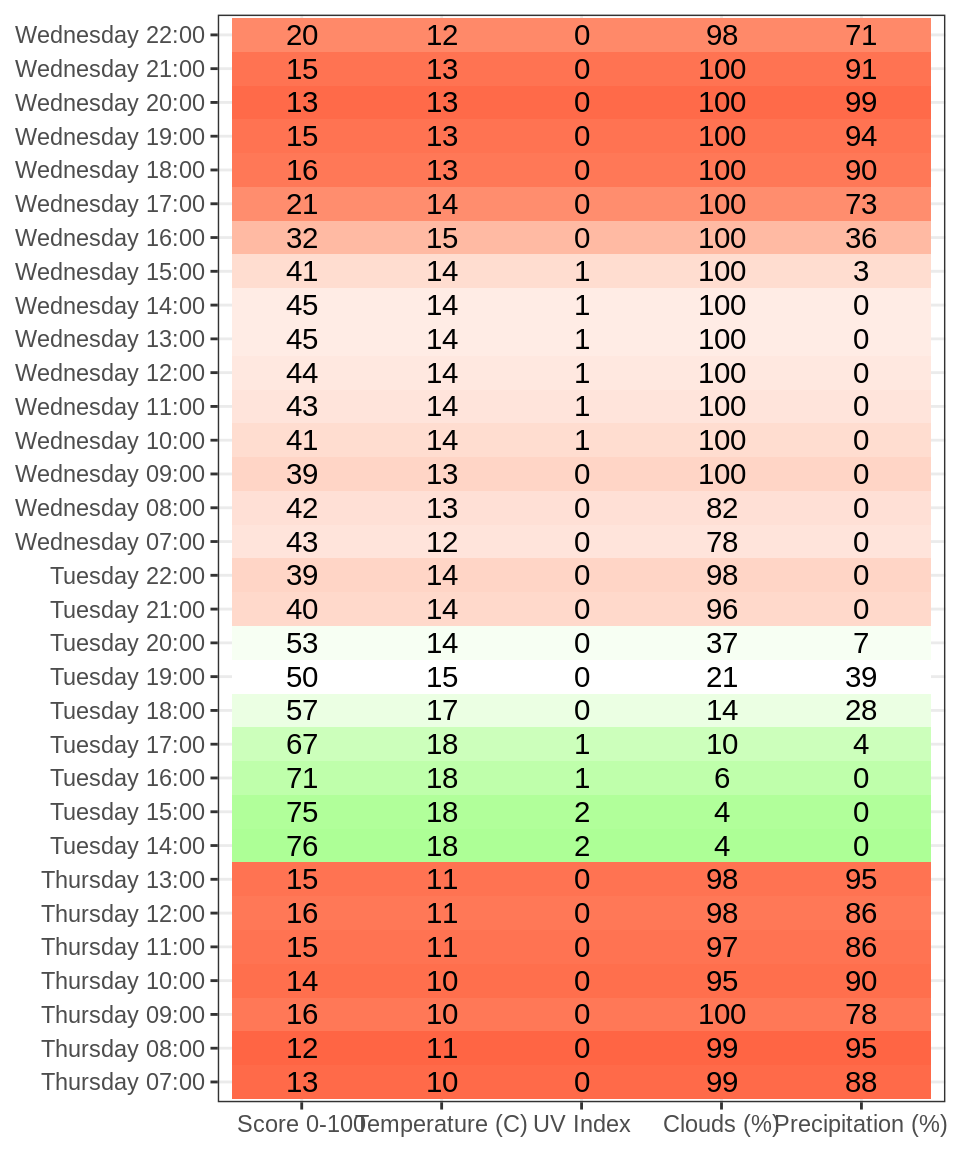 Wednesday 22:00 20 12 0 98 71
Wednesday 21:00 15 13 0 100 91
Wednesday 20:00 13 13 0 100 99
Wednesday 19:00 15 13 0 100 94
Wednesday 18:00 16 13 0 100 90
Wednesday 17:00 21 14 0 100 73
Wednesday 16:00 32 15 0 100 36
Wednesday 15:00 41 14 1 100 3
Wednesday 14:00 45 14 1 100 0
Wednesday 13:00 45 14 1 100 0
Wednesday 12:00 44 14 1 100 0
Wednesday 11:00 43 14 1 100 0
Wednesday 10:00 41 14 1 100 0
Wednesday 09:00 39 13 0 100 0
Wednesday 08:00 42 13 0 82 0
Wednesday 07:00 43 12 0 78 0
Tuesday 22:00 39 14 0 98 0
Tuesday 21:00 40 14 0 96 0
Tuesday 20:00 53 14 0 37 7
Tuesday 19:00 50 15 0 21 39
Tuesday 18:00 57 17 0 14 28
Tuesday 17:00 67 18 1 10 4
Tuesday 16:00 71 18 1 6 0
Tuesday 15:00 75 18 2 4 0
Tuesday 14:00 76 18 2 4 0
Thursday 13:00 15 11 0 98 95
Thursday 12:00 16 11 0 98 86
Thursday 11:00 15 11 0 97 86
Thursday 10:00 14 10 0 95 90
Thursday 09:00 16 10 0 100 78
Thursday 08:00 12 11 0 99 95
Thursday 07:00 13 10 0 99 88
Score 0-100 Temperature (C) UV Index Clouds (%) Precipitation (%)